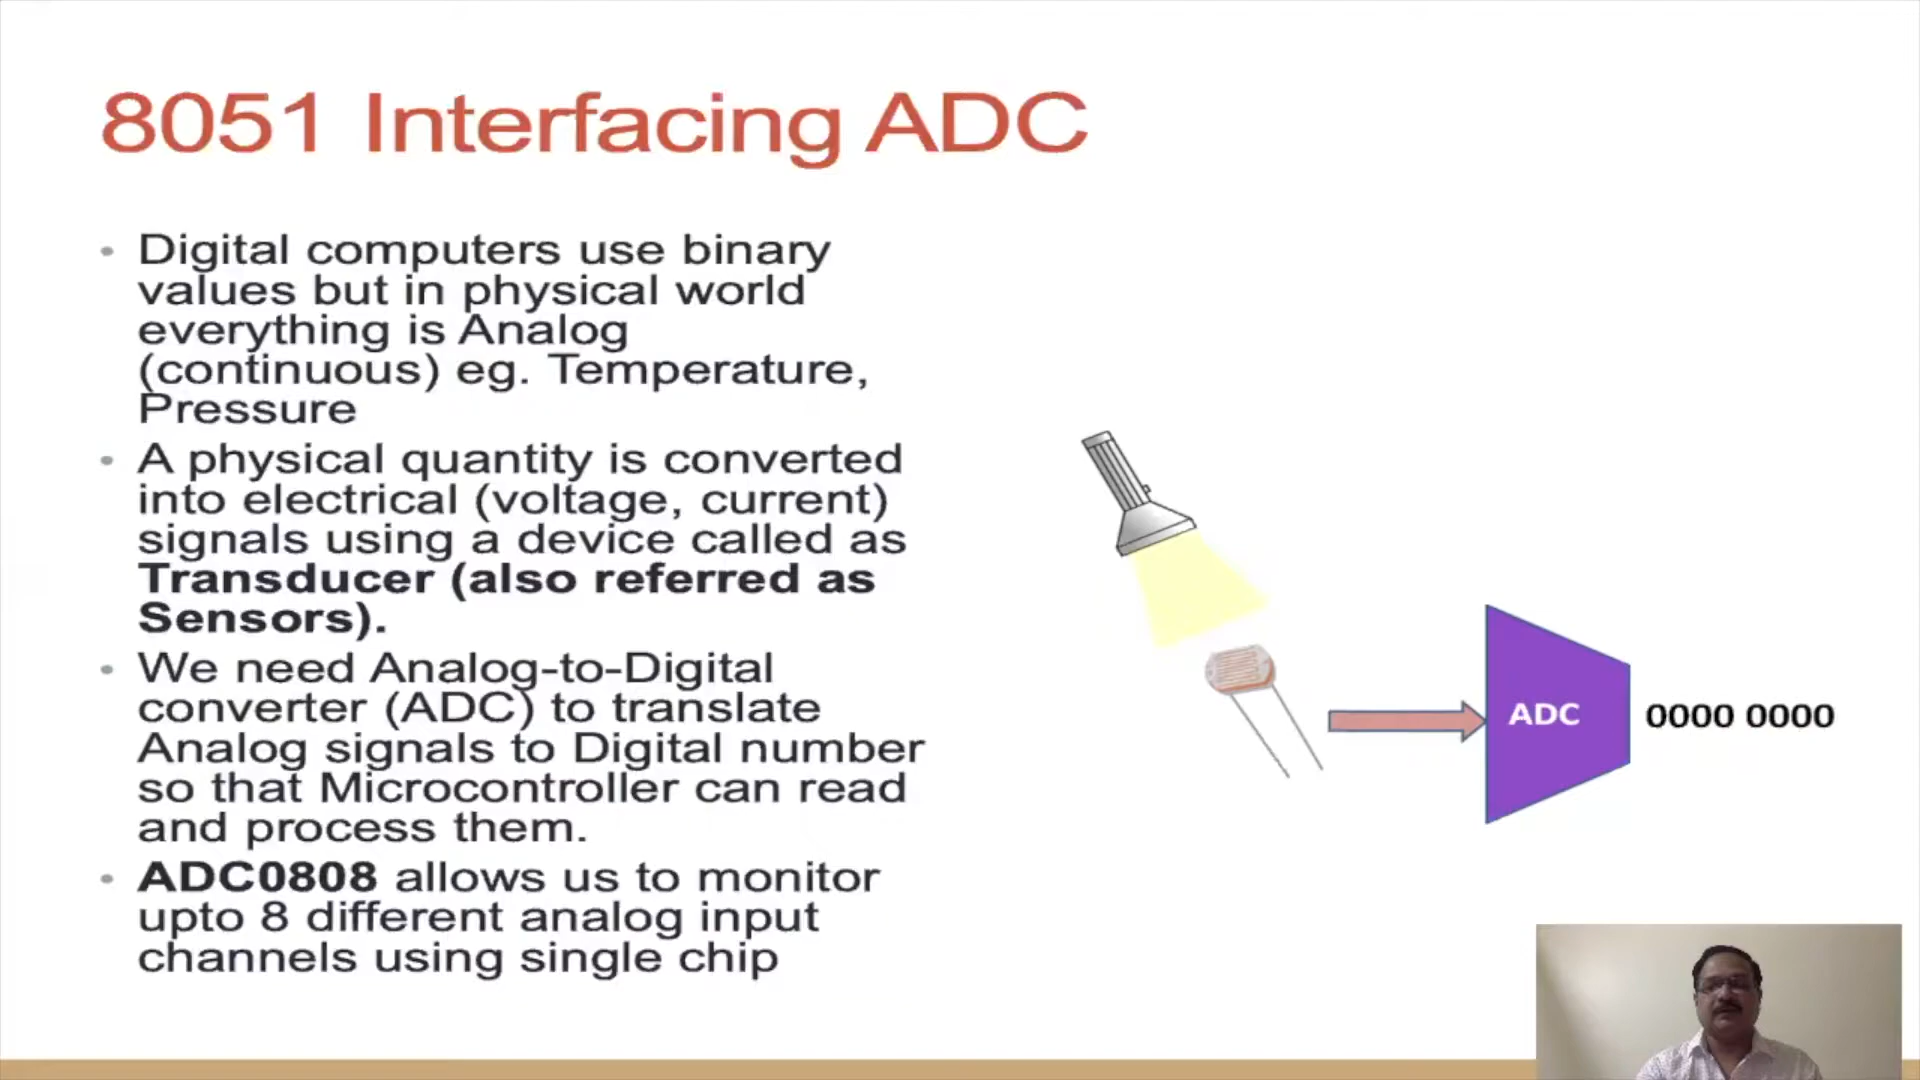 8051 Interfacing ADC
• Digital computers use binary
values but in physical world
everything is Analog
(continuous) eg. Temperature,
Pressure
• A physical quantity is converted
into electrical (voltage, current)
signals using a device called as
Transducer (also referred as
Sensors).
• We need Analog-to-Digital
converter (ADC) to translate
Analog signals to Digital number
so that Microcontroller can read
and process them.
• ADC0808 allows us to monitor
upto 8 different analog input
channels using single chip
ADC
0000 0000